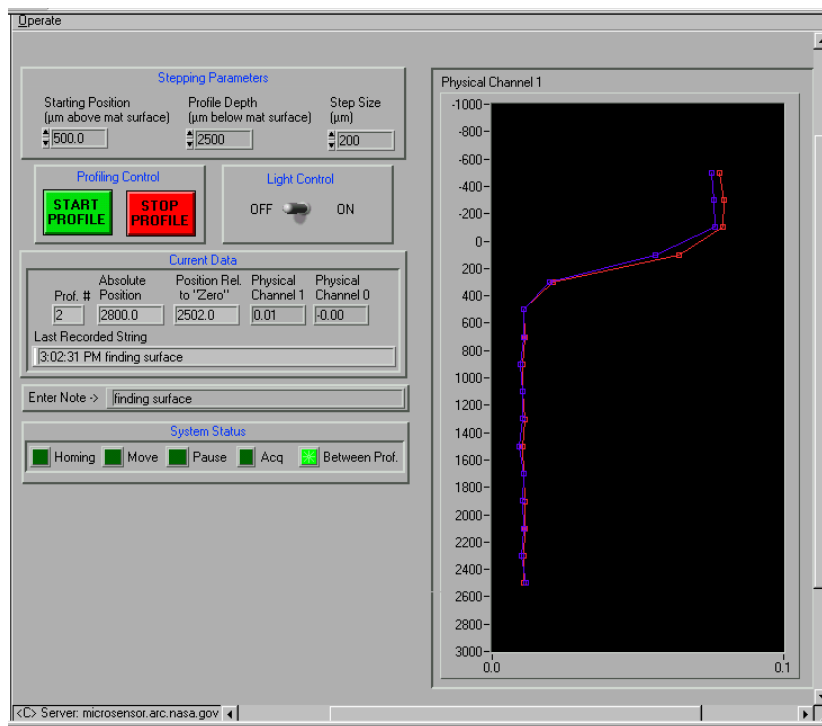 Operate
Stepping Parameters
Starting Position
(µm above mat surface)
Profile Depth
(µm below mat surface)
Step Size
(µm)
500.0
2500
200
Profiling Control
START
PROFILE
STOP
PROFILE
Light Control
OFF
ON
Current Data
Prof. #
Absolute
Position
Position Rel.
to "Zero"
Physical
Channel 1
Physical
Channel 0
2
2800.0
2502.0
0.01
-0.00
Last Recorded String
3:02:31 PM finding surface
Enter Note ->
finding surface
System Status
Homing
Move
Pause
Acq
Between Prof.
Physical Channel 1
-1000
-800
-600
-400
-200
0
200
400
600
800
1000
1200
1400
1600
1800
2000
2200
2400
2600
2800
3000
0.0
0.1
<C> Server: microsensor.arc.nasa.gov